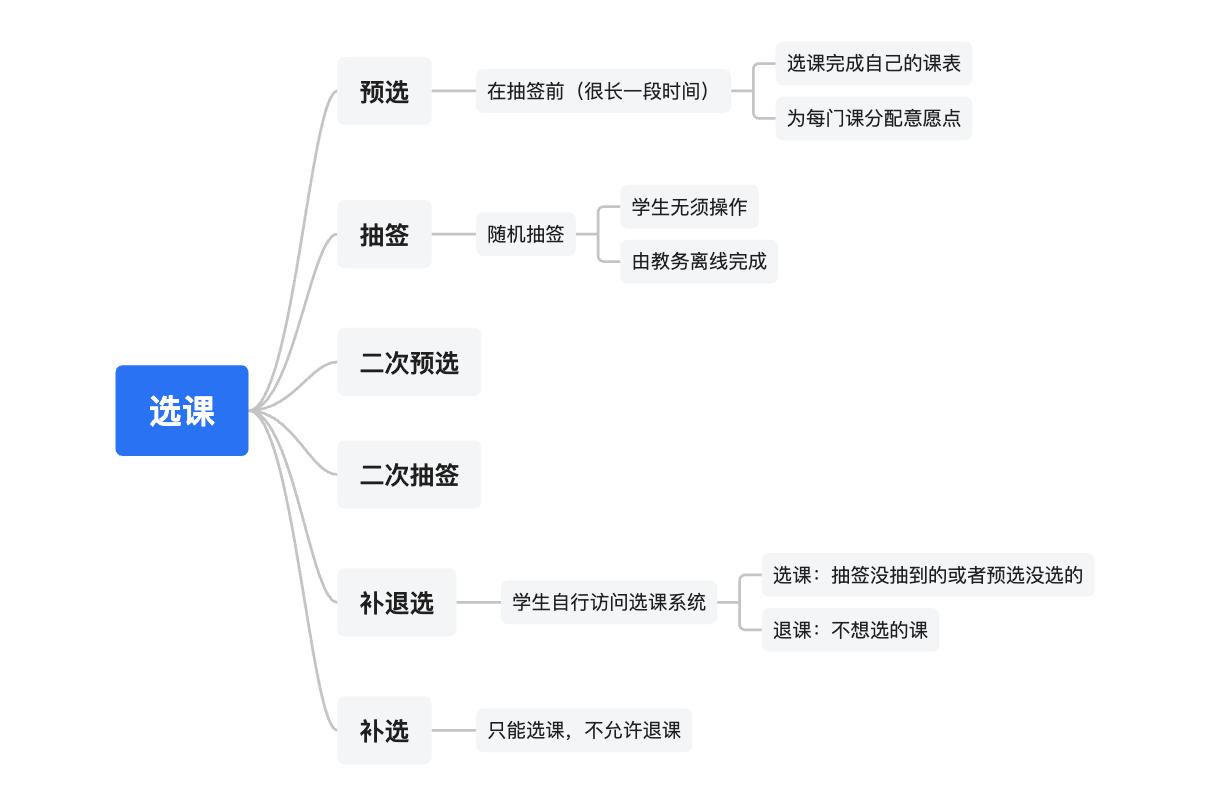 选课
预选
在抽签前（很长一段时间）
选课完成自己的课表
为每门课分配意愿点
抽签
随机抽签
学生无须操作
由教务离线完成
二次预选
二次抽签
补退选
学生自行访问选课系统
选课：抽签没抽到的或者预选没选的
退课：不想选的课
补选
只能选课，不允许退课